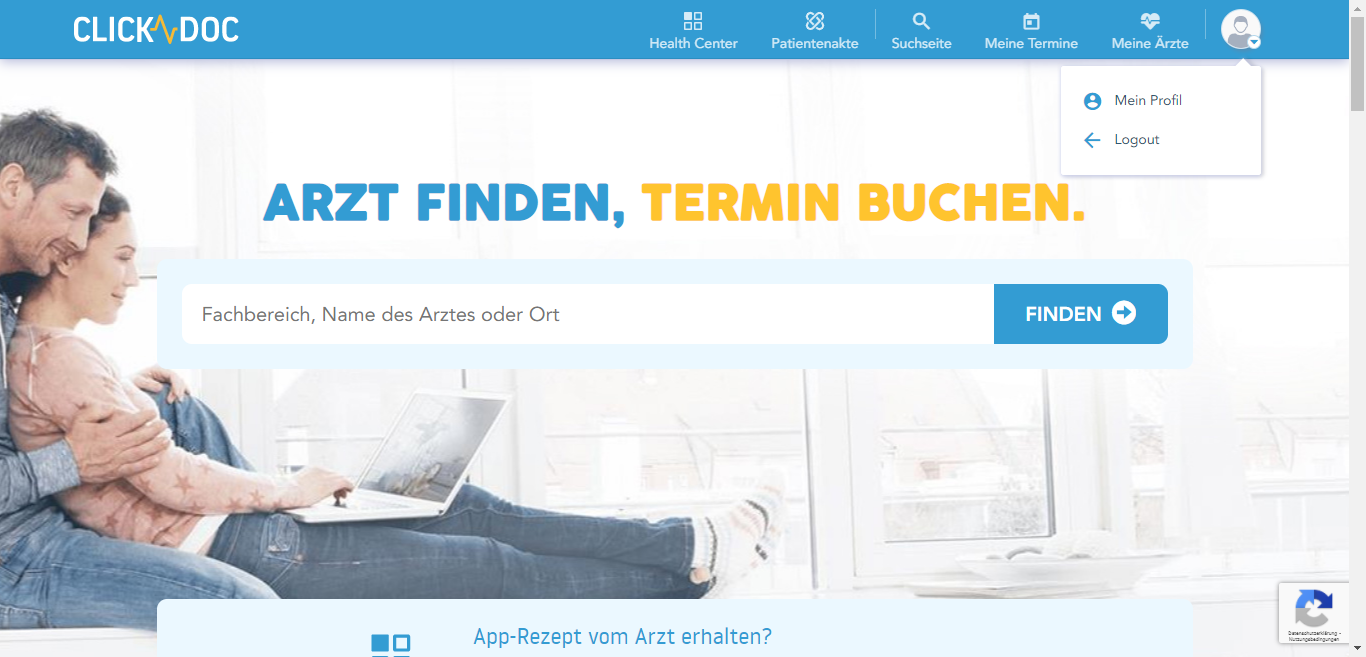 CLICKDOC
Health Center
Patientenakte
Suchseite
Meine Termine
Meine Ärzte
Mein Profil
Logout
ARZT FINDEN, TERMIN BUCHEN.
Fachbereich, Name des Arztes oder Ort
FINDEN
App-Rezept vom Arzt erhalten?
Datenschutzerklärung -
Nutzungsbedingungen